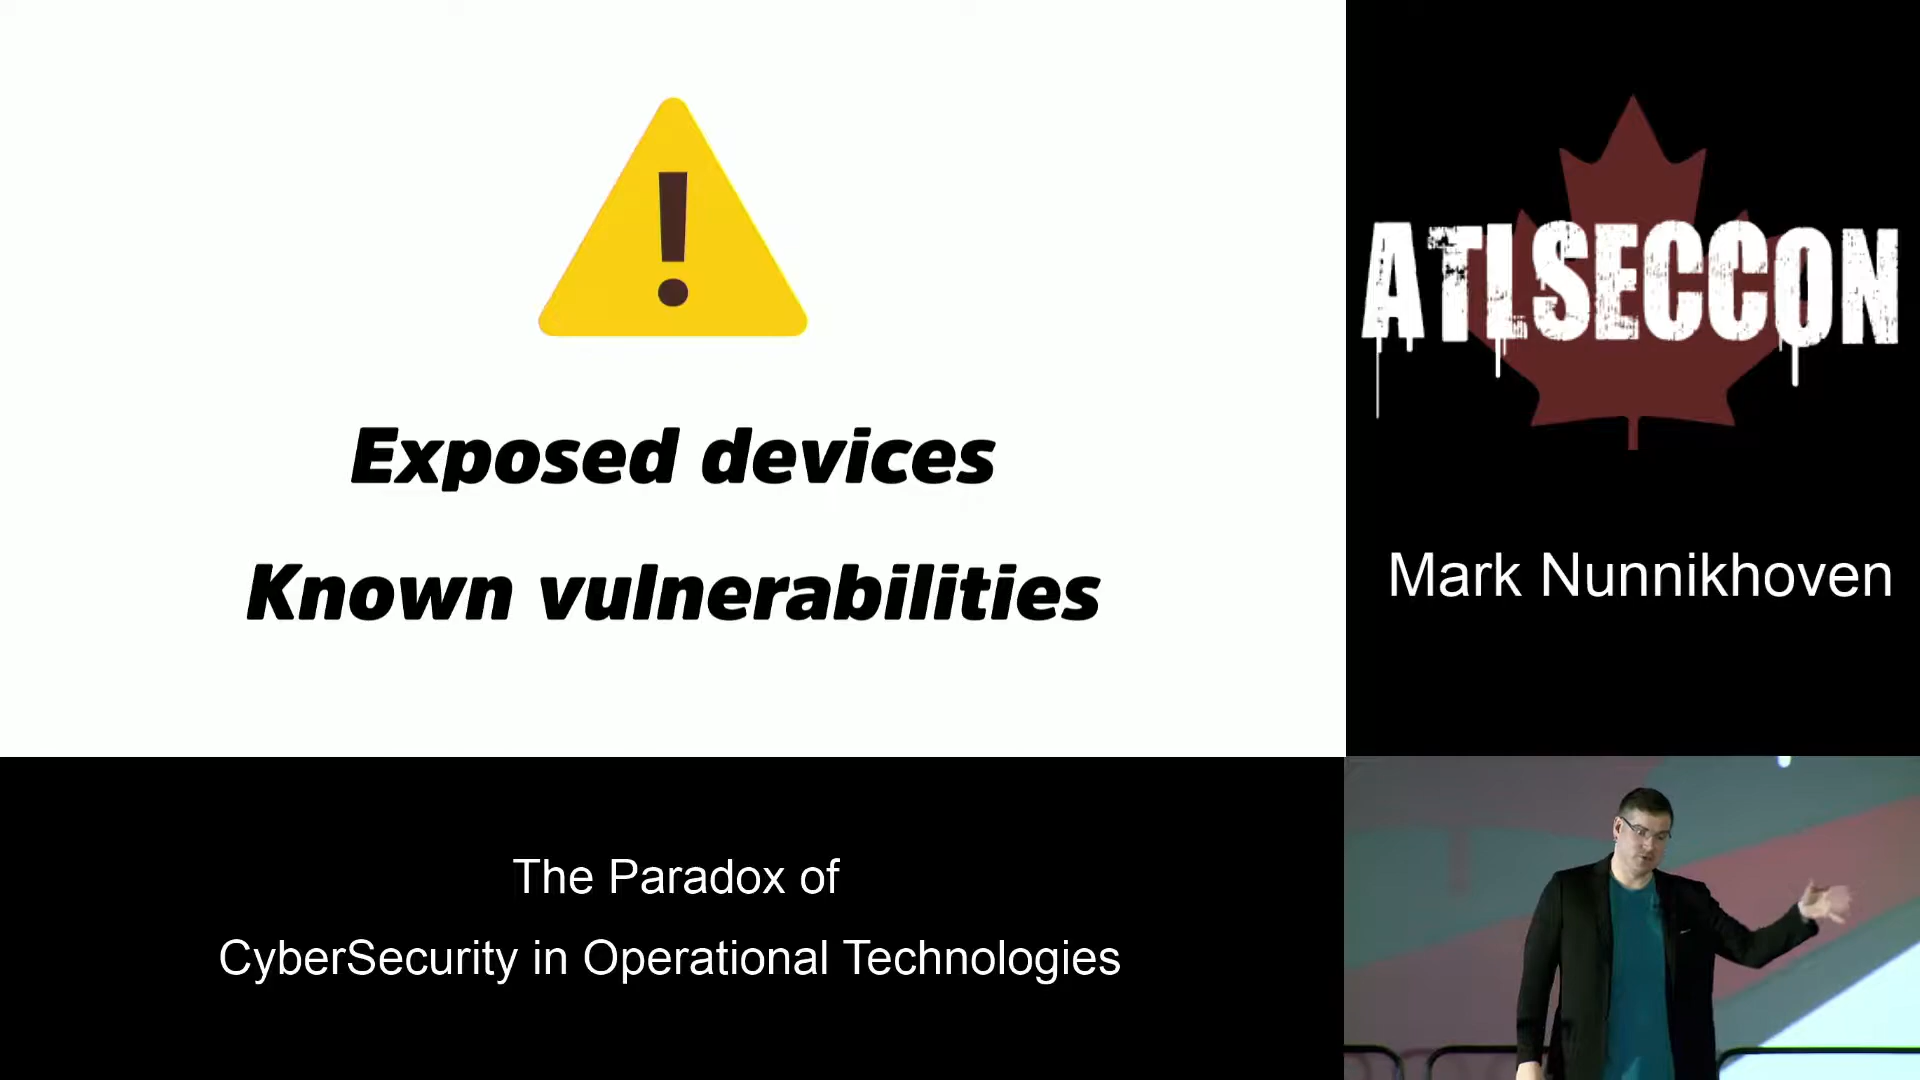 Exposed devices
Known vulnerabilities
ATLSECCON
Mark Nunnikhoven
The Paradox of
CyberSecurity in Operational Technologies